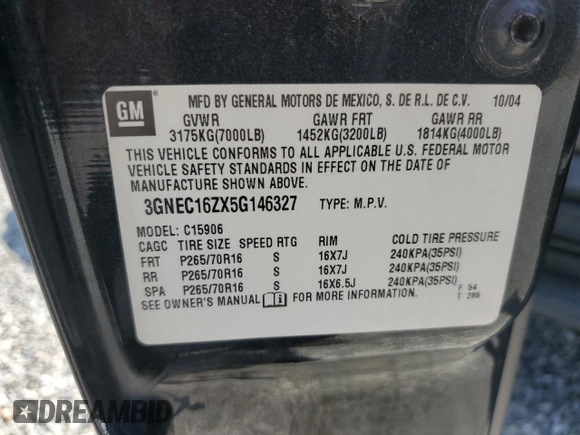 GM
MFD BY GENERAL MOTORS DE MEXICO, S. DE R.L. DE C.V. 10/04
GVWR GAWR FRT GAWR RR
3175KG(7000LB) 1452KG(3200LB) 1814KG(4000LB)
THIS VEHICLE CONFORMS TO ALL APPLICABLE U.S. FEDERAL MOTOR
VEHICLE SAFETY STANDARDS IN EFFECT ON THE DATE OF
MANUFACTURE SHOWN ABOVE.
3GNEC16ZX5G146327 TYPE: M.P.V.
MODEL: C15906
CAGC TIRE SIZE SPEED RTG RIM COLD TIRE PRESSURE
FRT P265/70R16 S 16X7J 240KPA(35PSI)
RR P265/70R16 S 16X7J 240KPA(35PSI)
SPA P265/70R16 S 16X6.5J 240KPA(35PSI)
SEE OWNER'S MANUAL FOR MORE INFORMATION.
F 54
T 286
DREAMBID